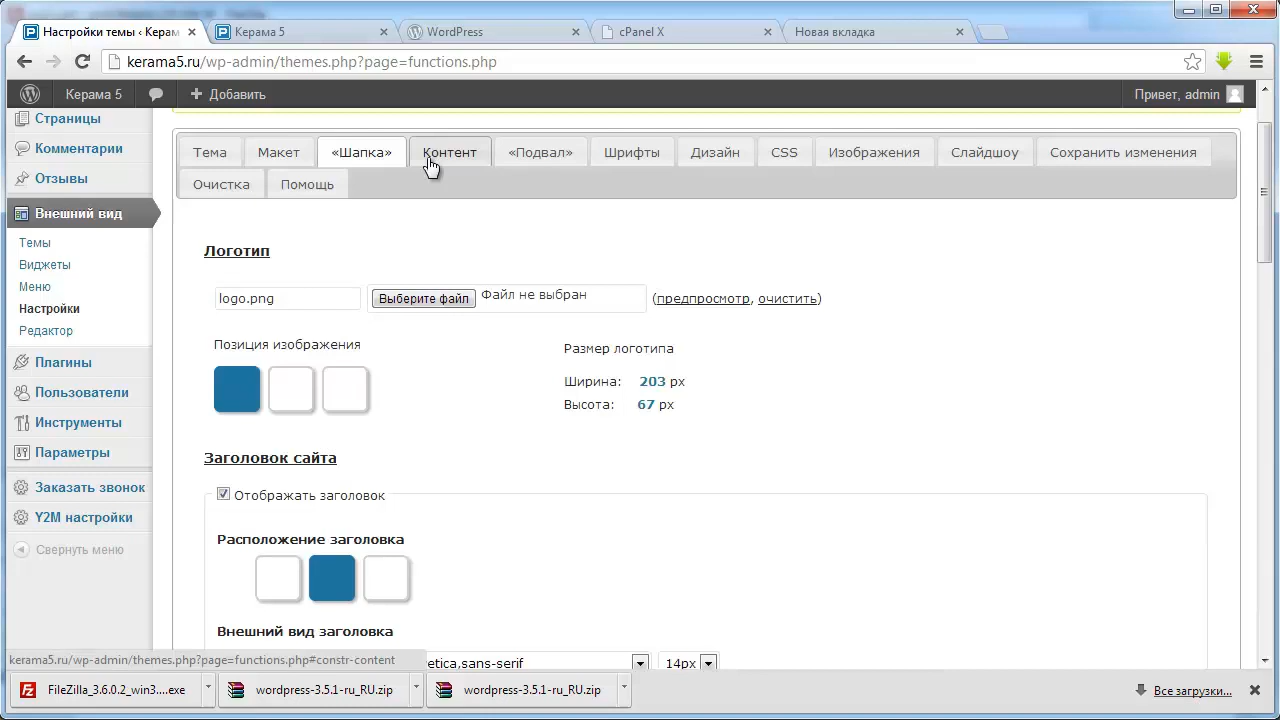 Настройки темы ‹ Керам
Керама 5
WordPress
cPanel X
Новая вкладка
kerama5.ru/wp-admin/themes.php?page=functions.php
Керама 5
Добавить
Привет, admin
Страницы
Комментарии
Отзывы
Внешний вид
Темы
Виджеты
Меню
Настройки
Редактор
Плагины
Пользователи
Инструменты
Параметры
Заказать звонок
Y2M настройки
Свернуть меню
Тема
Макет
«Шапка»
Контент
«Подвал»
Шрифты
Дизайн
CSS
Изображения
Слайдшоу
Сохранить изменения
Очистка
Помощь
Логотип
logo.png
Выберите файл
Файл не выбран
(предпросмотр, очистить)
Позиция изображения
Размер логотипа
Ширина: 203 px
Высота: 67 px
Заголовок сайта
Отображать заголовок
Расположение заголовка
Внешний вид заголовка
etica,sans-serif
14px
kerama5.ru/wp-admin/themes.php?page=functions.php#constr-content
FileZilla_3.6.0.2_win3....exe
wordpress-3.5.1-ru_RU.zip
wordpress-3.5.1-ru_RU.zip
Все загрузки...